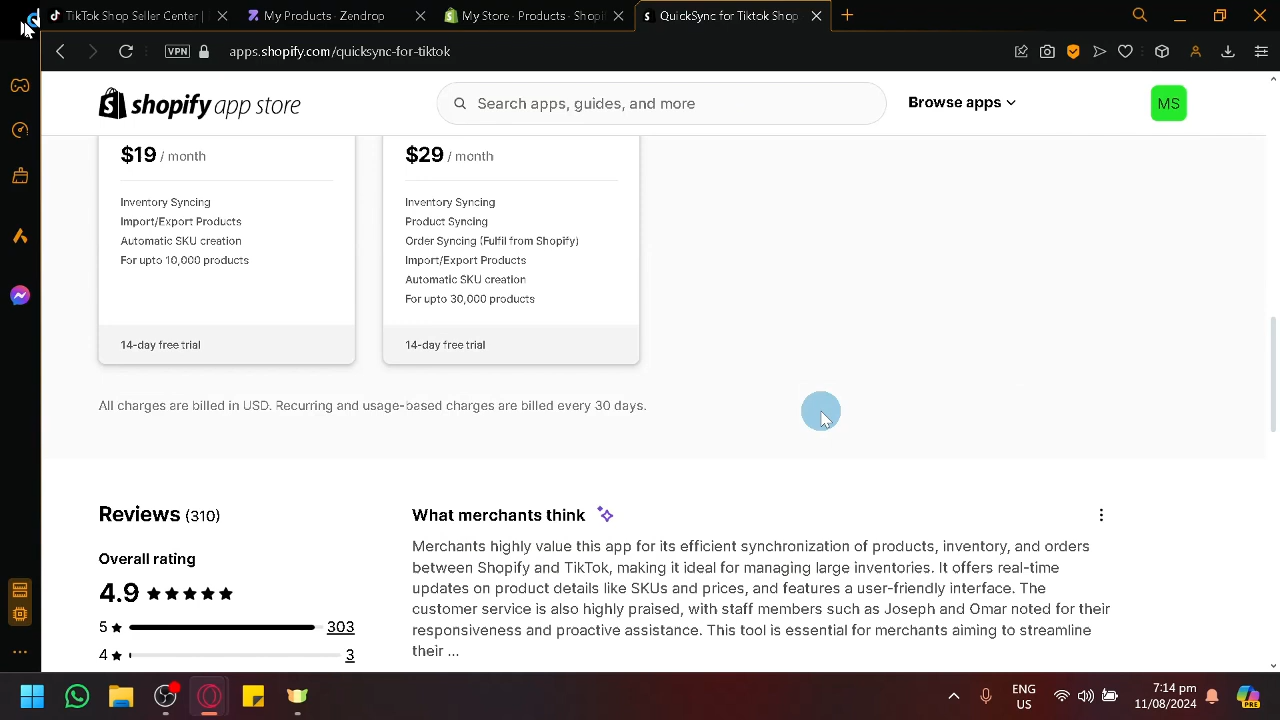 TikTok Shop Seller Center |
My Products - Zendrop
My Store · Products · Shopif
QuickSync for TikTok Shop
VPN
apps.shopify.com/quicksync-for-tiktok
shopify app store
Search apps, guides, and more
Browse apps
MS
$19 / month
Inventory Syncing
Import/Export Products
Automatic SKU creation
For upto 10,000 products
14-day free trial
$29 / month
Inventory Syncing
Product Syncing
Order Syncing (Fulfil from Shopify)
Import/Export Products
Automatic SKU creation
For upto 30,000 products
14-day free trial
All charges are billed in USD. Recurring and usage-based charges are billed every 30 days.
Reviews (310)
Overall rating
4.9 ★★★★★
5 ★ 303
4 ★ 3
What merchants think
Merchants highly value this app for its efficient synchronization of products, inventory, and orders
between Shopify and TikTok, making it ideal for managing large inventories. It offers real-time
updates on product details like SKUs and prices, and features a user-friendly interface. The
customer service is also highly praised, with staff members such as Joseph and Omar noted for their
responsiveness and proactive assistance. This tool is essential for merchants aiming to streamline
their ...
ENG
US
7:14 pm
11/08/2024
PRE